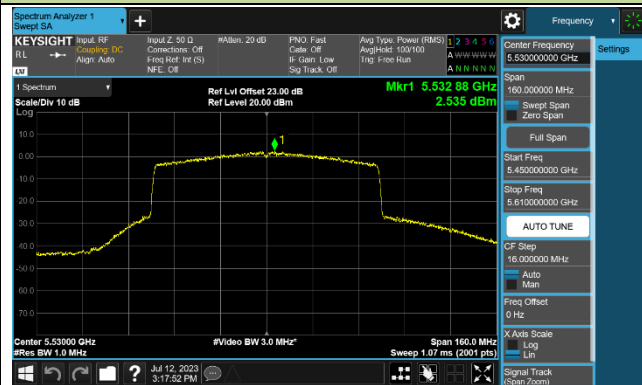 Spectrum Analyzer 1
Swept SA
Frequency
KEYSIGHT
Input: RF
Input Z: 50 Ω
#Atten: 20 dB
PNO: Fast
Avg Type: Power (RMS)
1 2 3 4 5 6
RL
Coupling: DC
Corrections: Off
Gate: Off
Avg|Hold: 100/100
A W W W W W
Align: Auto
Freq Ref: Int (S)
IF Gain: Low
Trig: Free Run
NFE: Off
Sig Track: Off
A N N N N N
LXI
1 Spectrum
Ref Lvl Offset 23.00 dB
Mkr1 5.532 88 GHz
Scale/Div 10 dB
Ref Level 20.00 dBm
2.535 dBm
Log
1
10.0
0.00
10.0
20.0
30.0
40.0
50.0
60.0
70.0
Center 5.53000 GHz
#Video BW 3.0 MHz*
Span 160.0 MHz
#Res BW 1.0 MHz
Sweep 1.07 ms (2001 pts)
Center Frequency
5.530000000 GHz
Settings
Span
160.000000 MHz
Swept Span
Zero Span
Full Span
Start Freq
5.450000000 GHz
Stop Freq
5.610000000 GHz
AUTO TUNE
CF Step
16.000000 MHz
Auto
Man
Freq Offset
0 Hz
X Axis Scale
Log
Lin
Signal Track
(Span Zoom)
?
Jul 12, 2023
3:17:52 PM